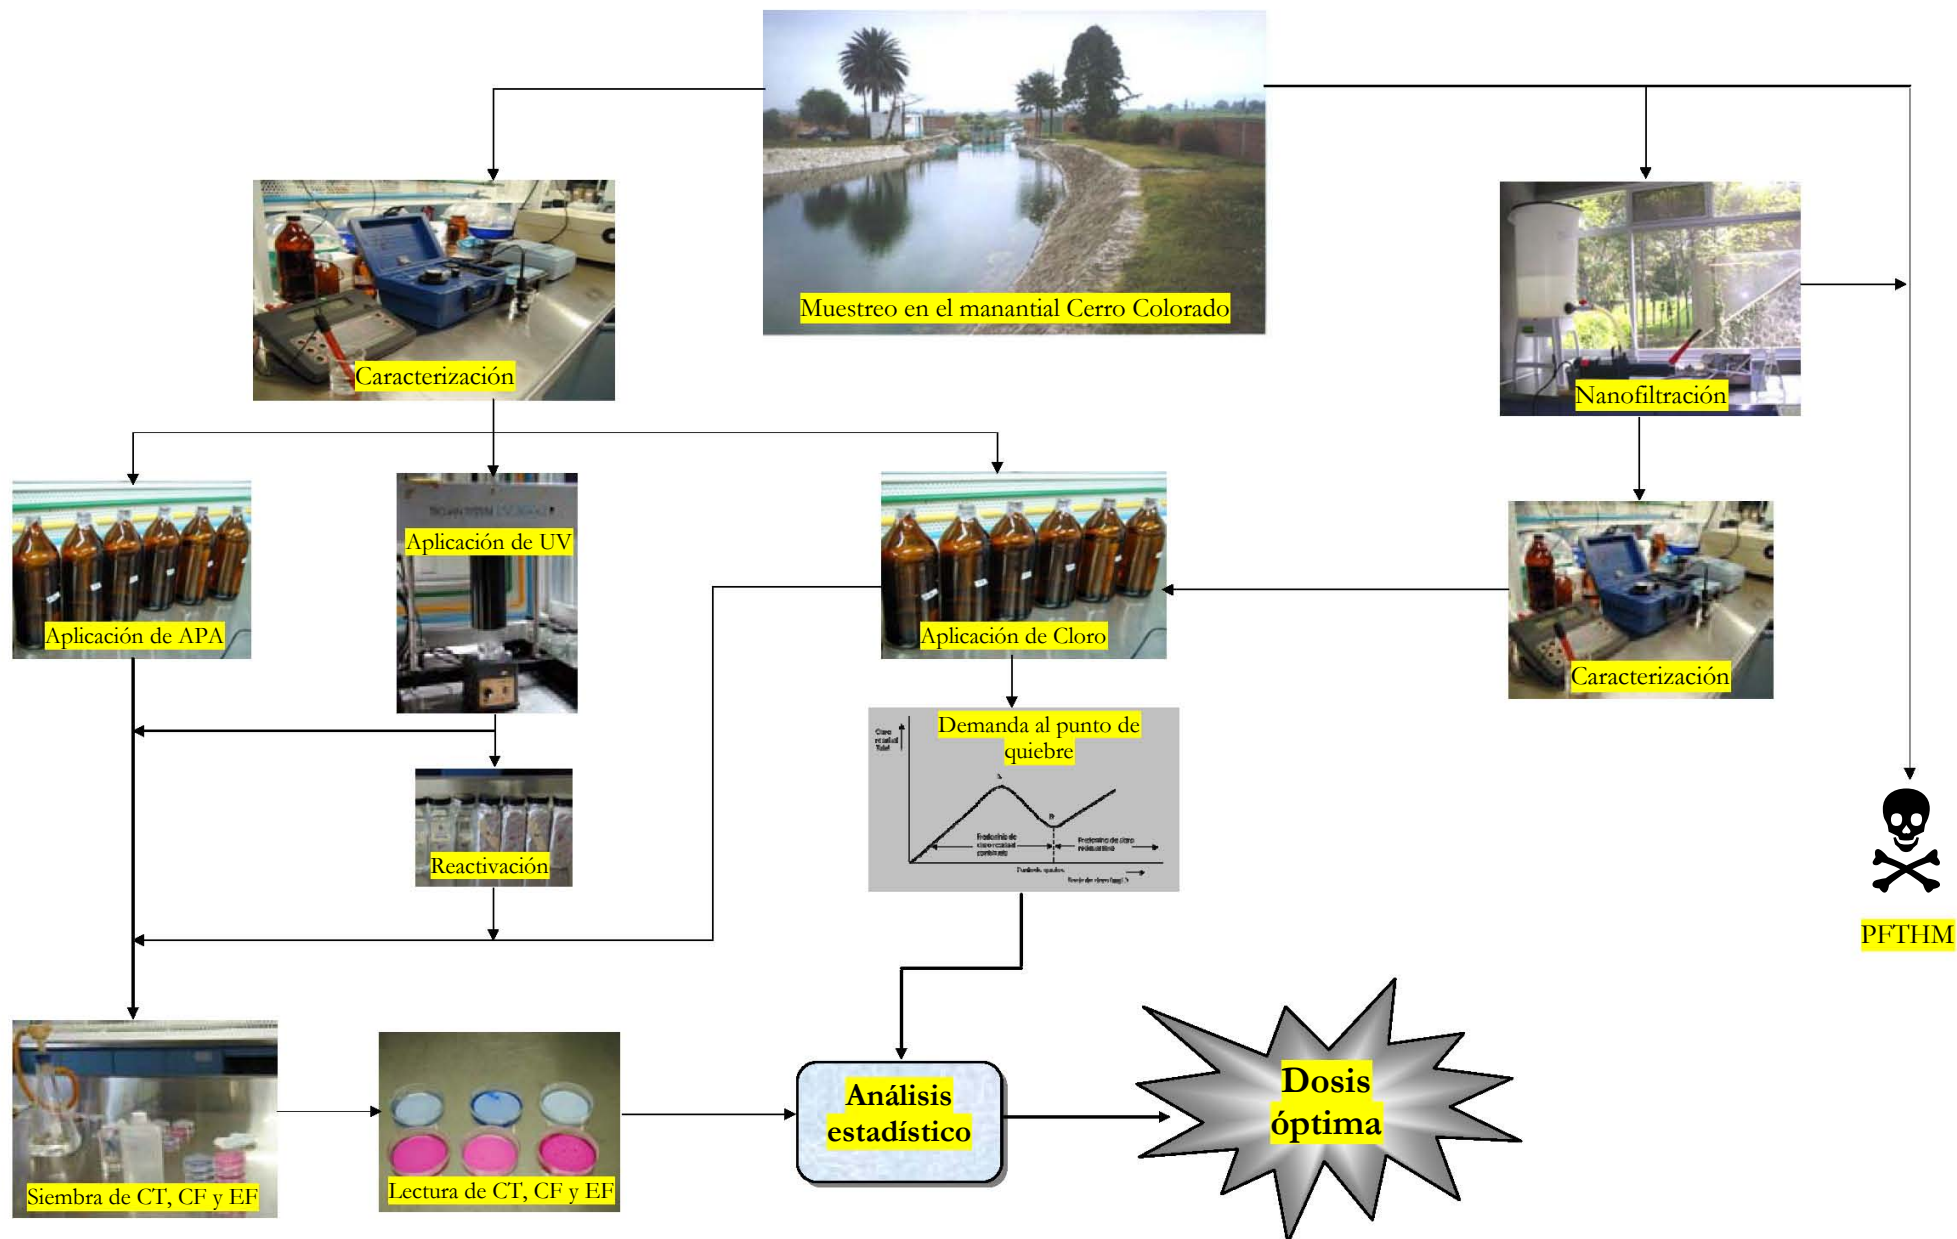 Muestreo en el manantial Cerro Colorado
Caracterización
Nanofiltración
Aplicación de UV
Aplicación de APA
Aplicación de Cloro
Caracterización
Demanda al punto de
quiebre
Reactivación
PFTHM
Análisis
estadístico
Dosis
óptima
Siembra de CT, CF y EF
Lectura de CT, CF y EF